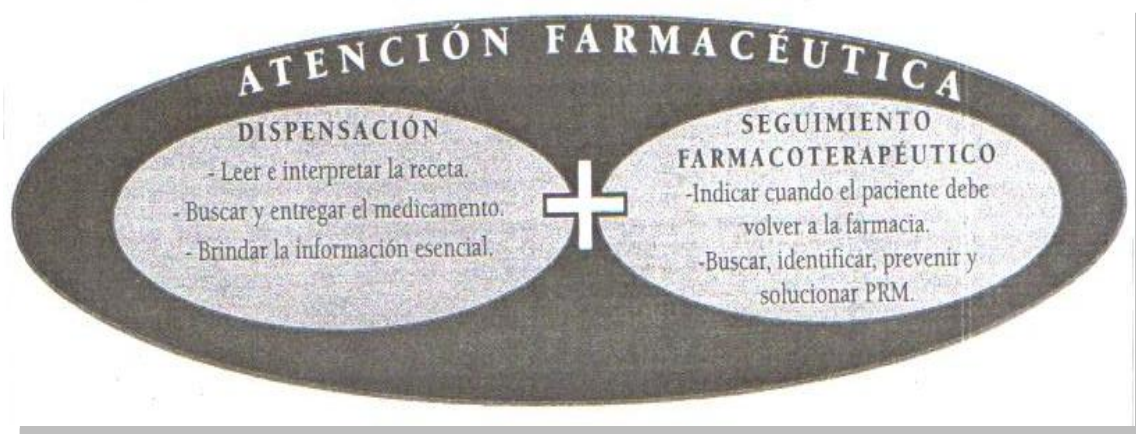 ATENCIÓN FARMACÉUTICA
DISPENSACIÓN
- Leer e interpretar la receta.
- Buscar y entregar el medicamento.
- Brindar la información esencial.
SEGUIMIENTO
FARMACOTERAPÉUTICO
-Indicar cuando el paciente debe
volver a la farmacia.
-Buscar, identificar, prevenir y
solucionar PRM.